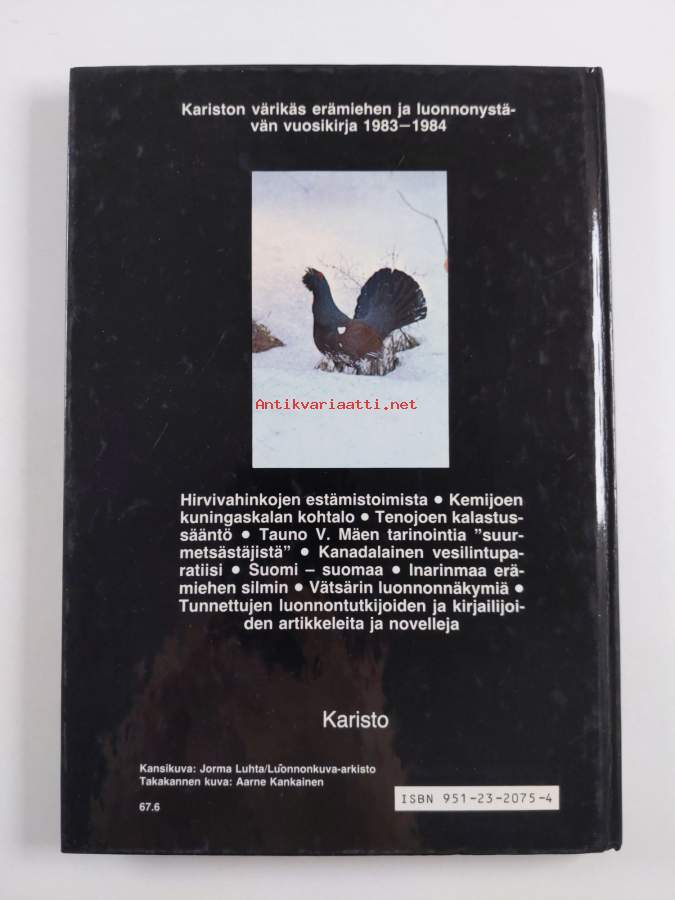 Kariston värikäs erämiehen ja luonnonystä-
vän vuosikirja 1983–1984
Antikvariaatti.net
Hirvivahinkojen estämistoimista • Kemijoen
kuningaskalan kohtalo • Tenojoen kalastus-
sääntö • Tauno V. Mäen tarinointia ”suur-
metsästäjistä” • Kanadalainen vesilintupa-
ratiisi • Suomi – suomaa • Inarinmaa erä-
miehen silmin • Vätsärin luonnonnäkymiä •
Tunnettujen luonnontutkijoiden ja kirjailijoi-
den artikkeleita ja novelleja
Karisto
Kansikuva: Jorma Luhta/Luonnonkuva-arkisto
Takakannen kuva: Aarne Kankainen
67.6
ISBN 951-23-2075-4